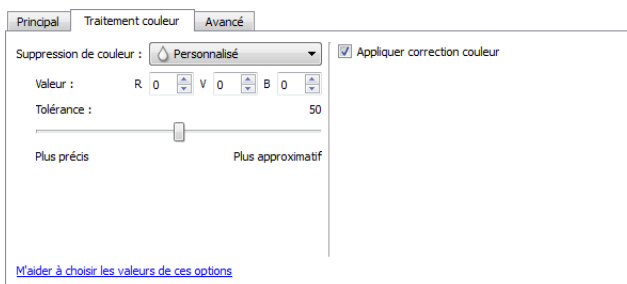 Principal Traitement couleur Avancé
Suppression de couleur : Personnalisé
Appliquer correction couleur
Valeur : R 0 V 0 B 0
Tolérance : 50
Plus précis Plus approximatif
M'aider à choisir les valeurs de ces options